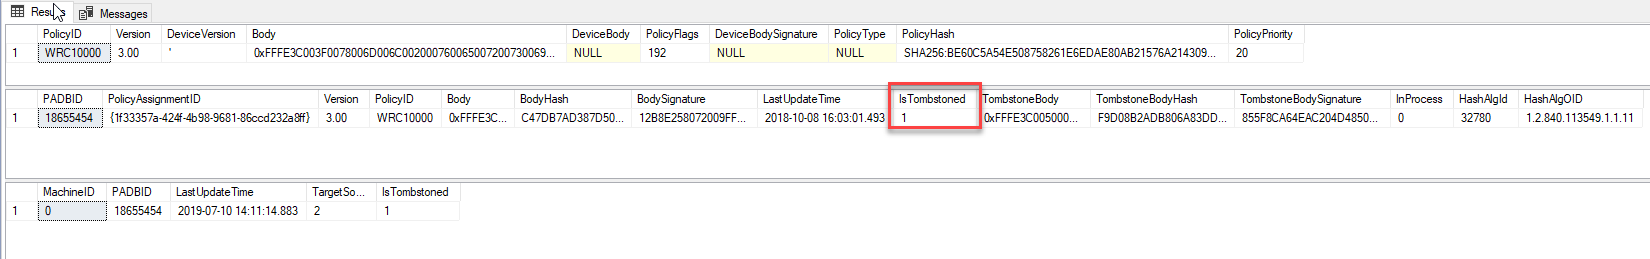 Results Messages
PolicyID Version DeviceVersion Body DeviceBody PolicyFlags DeviceBodySignature PolicyType PolicyHash PolicyPriority
1 WRC10000 3.00 ' 0xFFFE3C003F0078006D006C002000760065007200730069... NULL 192 NULL NULL SHA256:BE60C5A54E508758261E6EDAE80AB21576A214309... 20
PADBID PolicyAssignmentID Version PolicyID Body BodyHash BodySignature LastUpdateTime IsTombstoned TombstoneBody TombstoneBodyHash TombstoneBodySignature InProcess HashAlgId HashAlgOID
1 18655454 {1f33357a-424f-4b98-9681-86ccd232a8ff} 3.00 WRC10000 0xFFFE3C... C47DB7AD387D50... 12B8E258072009FF... 2018-10-08 16:03:01.493 1 0xFFFE3C005000... F9D08B2ADB806A83DD... 855F8CA64EAC204D4850... 0 32780 1.2.840.113549.1.1.11
MachineID PADBID LastUpdateTime TargetSo... IsTombstoned
1 0 18655454 2019-07-10 14:11:14.883 2 1